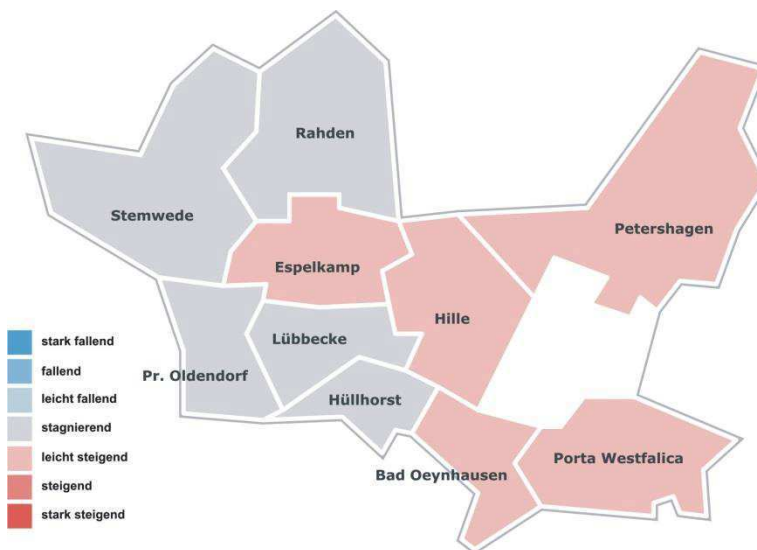 Rahden
Stemwede
Petershagen
Espelkamp
Hille
Lübbecke
Pr. Oldendorf
Hüllhorst
Bad Oeynhausen
Porta Westfalica
stark fallend
fallend
leicht fallend
stagnierend
leicht steigend
steigend
stark steigend